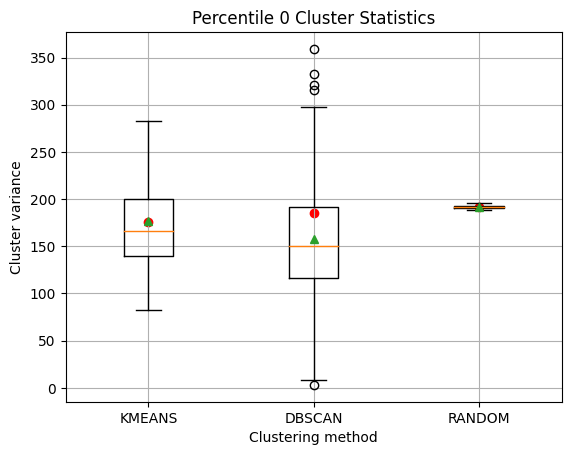 Percentile 0 Cluster Statistics
350
300
250
200
150
100
50
0
Cluster variance
KMEANS
DBSCAN
RANDOM
Clustering method